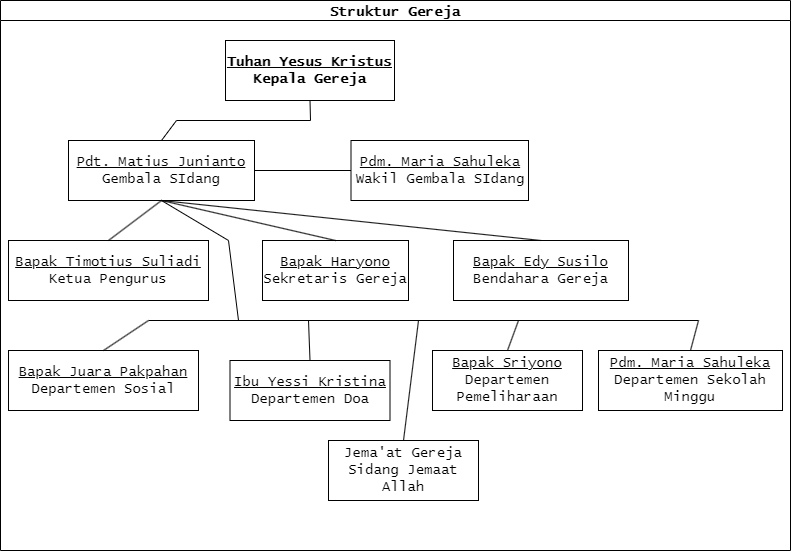 Struktur Gereja
Tuhan Yesus Kristus
Kepala Gereja
Pdt. Matius Junianto
Gembala SIdang
Pdm. Maria Sahuleka
Wakil Gembala SIdang
Bapak Timotius Suliadi
Ketua Pengurus
Bapak Haryono
Sekretaris Gereja
Bapak Edy Susilo
Bendahara Gereja
Bapak Juara Pakpahan
Departemen Sosial
Ibu Yessi Kristina
Departemen Doa
Bapak Sriyono
Departemen
Pemeliharaan
Pdm. Maria Sahuleka
Departemen Sekolah
Minggu
Jema'at Gereja
Sidang Jemaat
Allah